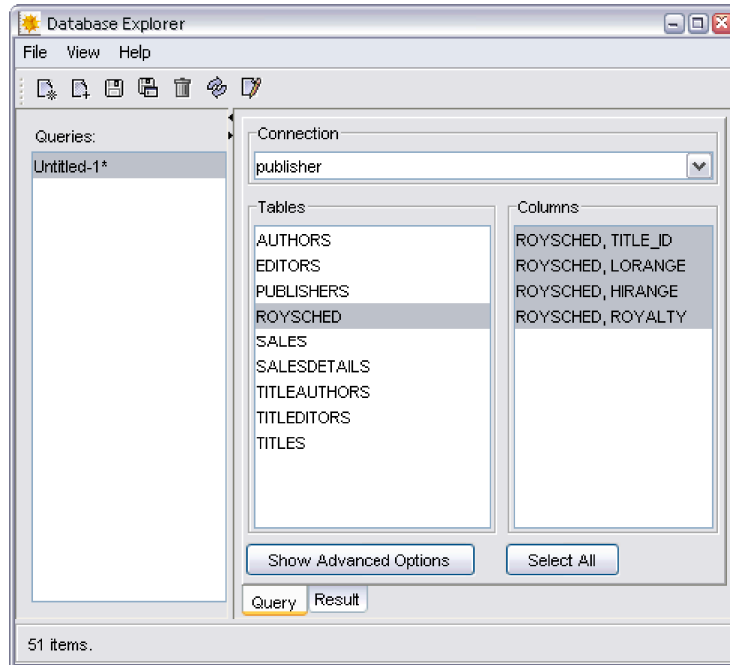 Database Explorer
File View Help
Queries:
Untitled-1*
Connection
publisher
Tables
AUTHORS
EDITORS
PUBLISHERS
ROYSCHED
SALES
SALESDETAILS
TITLEAUTHORS
TITLEDITORS
TITLES
Columns
ROYSCHED, TITLE_ID
ROYSCHED, LORANGE
ROYSCHED, HIRANGE
ROYSCHED, ROYALTY
Show Advanced Options
Select All
Query Result
51 items.